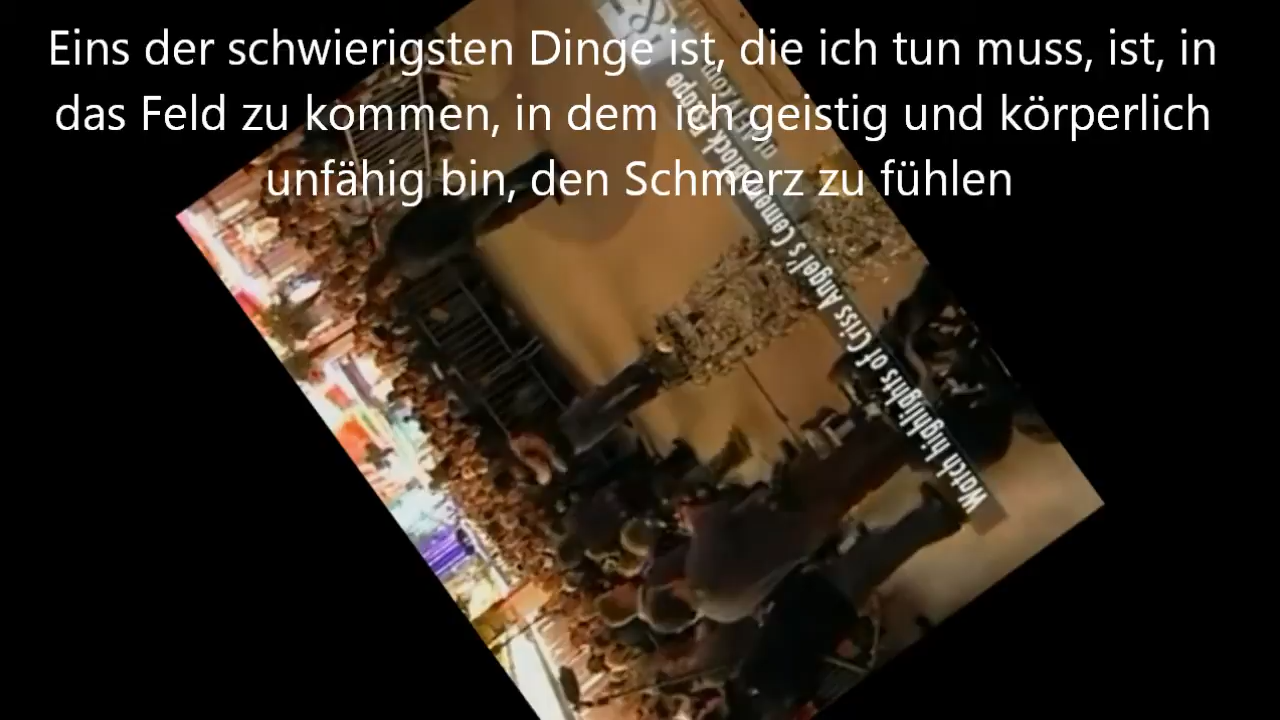 Eins der schwierigsten Dinge ist, die ich tun muss, ist, in
das Feld zu kommen, in dem ich geistig und körperlich
unfähig bin, den Schmerz zu fühlen
Watch highlights of Criss Angel's Cement Block Escape